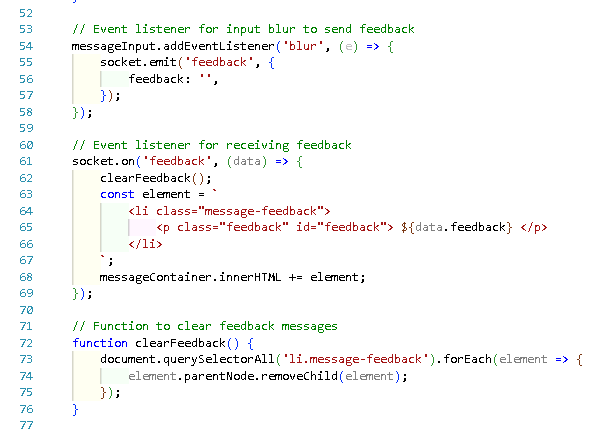 52 }
53 // Event listener for input blur to send feedback
54 messageInput.addEventListener('blur', (e) => {
55     socket.emit('feedback', {
56         feedback: '',
57     });
58 });
59
60 // Event listener for receiving feedback
61 socket.on('feedback', (data) => {
62     clearFeedback();
63     const element = `
64         <li class="message-feedback">
65             <p class="feedback" id="feedback"> ${data.feedback} </p>
66         </li>
67     `;
68     messageContainer.innerHTML += element;
69 });
70
71 // Function to clear feedback messages
72 function clearFeedback() {
73     document.querySelectorAll('li.message-feedback').forEach(element => {
74         element.parentNode.removeChild(element);
75     });
76 }
77